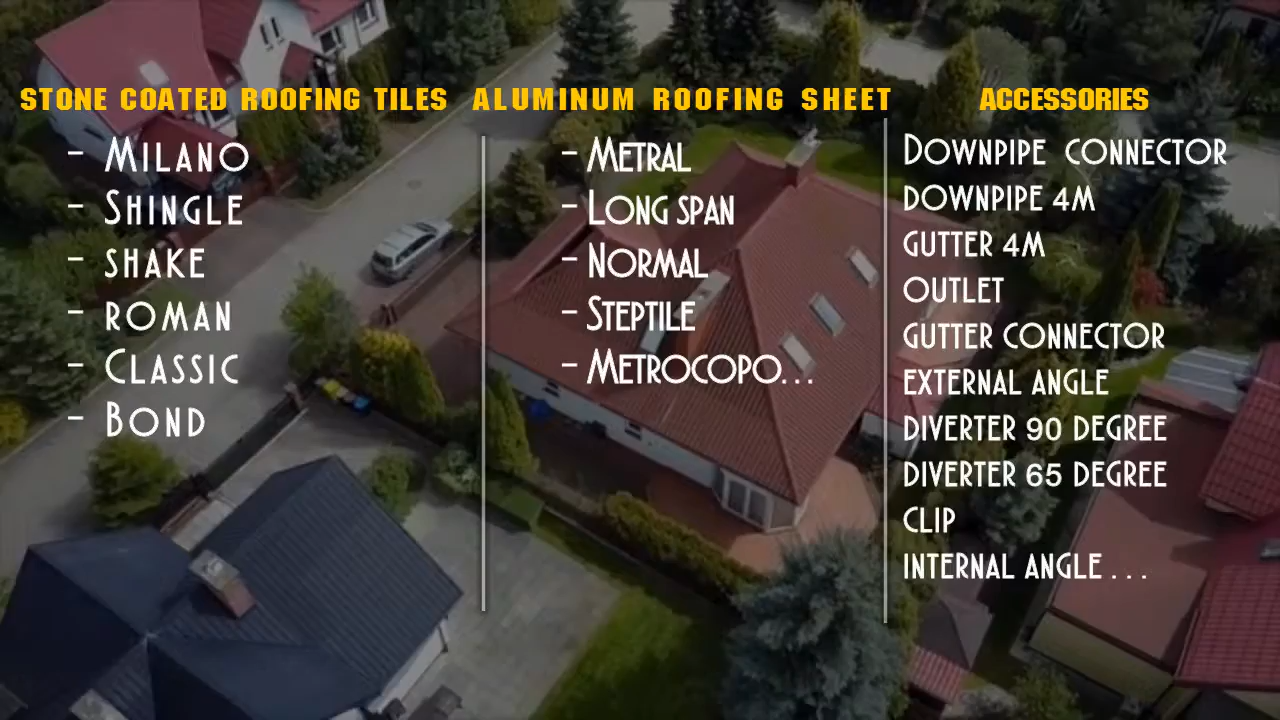 STONE COATED ROOFING TILES
- MILANO
- SHINGLE
- SHAKE
- ROMAN
- CLASSIC
- BOND
ALUMINUM ROOFING SHEET
- METRAL
- LONG SPAN
- NORMAL
- STEPTILE
- METROCOPO...
ACCESSORIES
DOWNPIPE CONNECTOR
DOWNPIPE 4M
GUTTER 4M
OUTLET
GUTTER CONNECTOR
EXTERNAL ANGLE
DIVERTER 90 DEGREE
DIVERTER 65 DEGREE
CLIP
INTERNAL ANGLE...